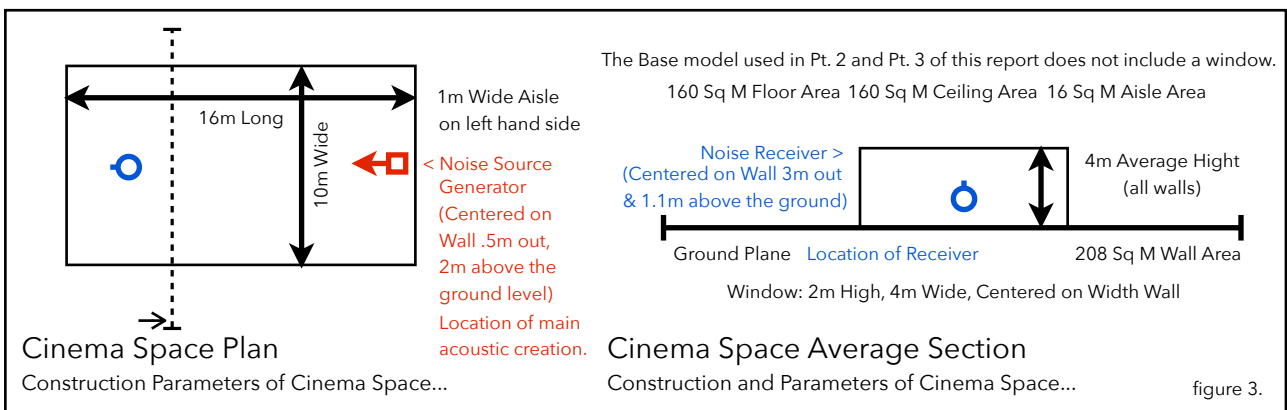 16m Long
10m Wide
1m Wide Aisle
on left hand side
< Noise Source
Generator
(Centered on
Wall .5m out,
2m above the
ground level)
Location of main
acoustic creation.
Cinema Space Plan
Construction Parameters of Cinema Space...
The Base model used in Pt. 2 and Pt. 3 of this report does not include a window.
160 Sq M Floor Area 160 Sq M Ceiling Area 16 Sq M Aisle Area
Noise Receiver >
(Centered on Wall 3m out
& 1.1m above the ground)
4m Average Hight
(all walls)
Ground Plane Location of Receiver 208 Sq M Wall Area
Window: 2m High, 4m Wide, Centered on Width Wall
Cinema Space Average Section
Construction and Parameters of Cinema Space...
figure 3.